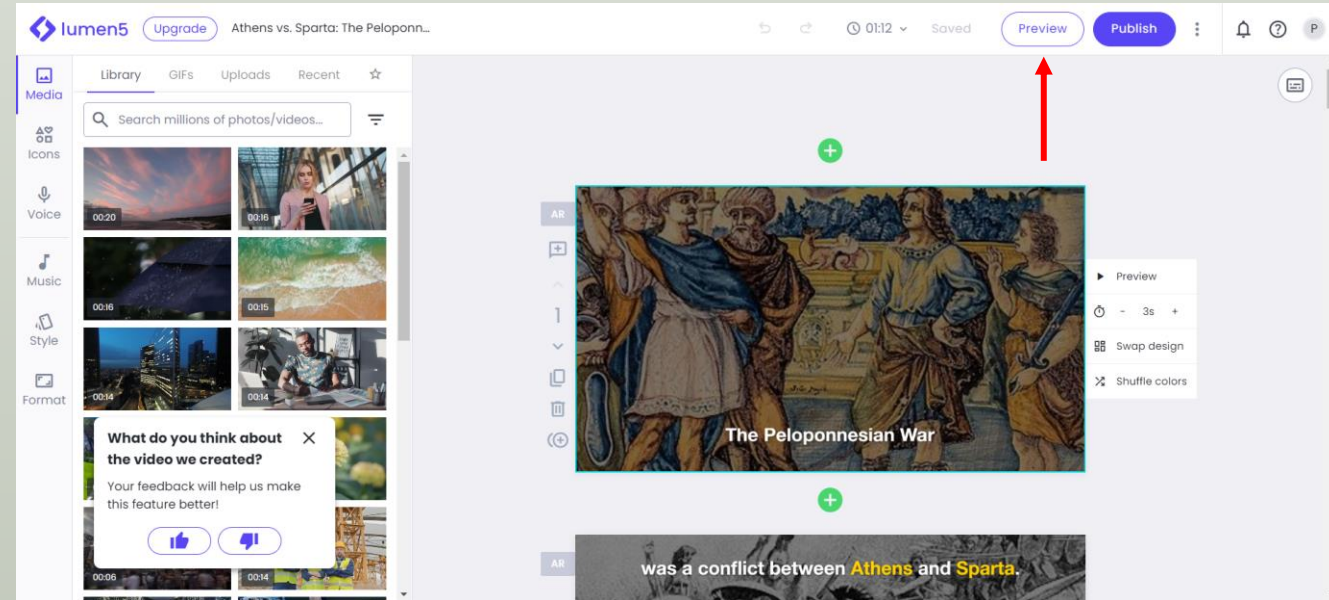 lumen5
Upgrade
Athens vs. Sparta: The Peloponn...
01:12
Saved
Preview
Publish
P
Media
Icons
Voice
Music
Style
Format
Library
GIFs
Uploads
Recent
Search millions of photos/videos...
00:20
00:16
00:16
00:15
00:14
00:14
What do you think about
the video we created?
Your feedback will help us make
this feature better!
00:06
00:14
AR
1
The Peloponnesian War
Preview
- 3s +
Swap design
Shuffle colors
AR
was a conflict between Athens and Sparta.